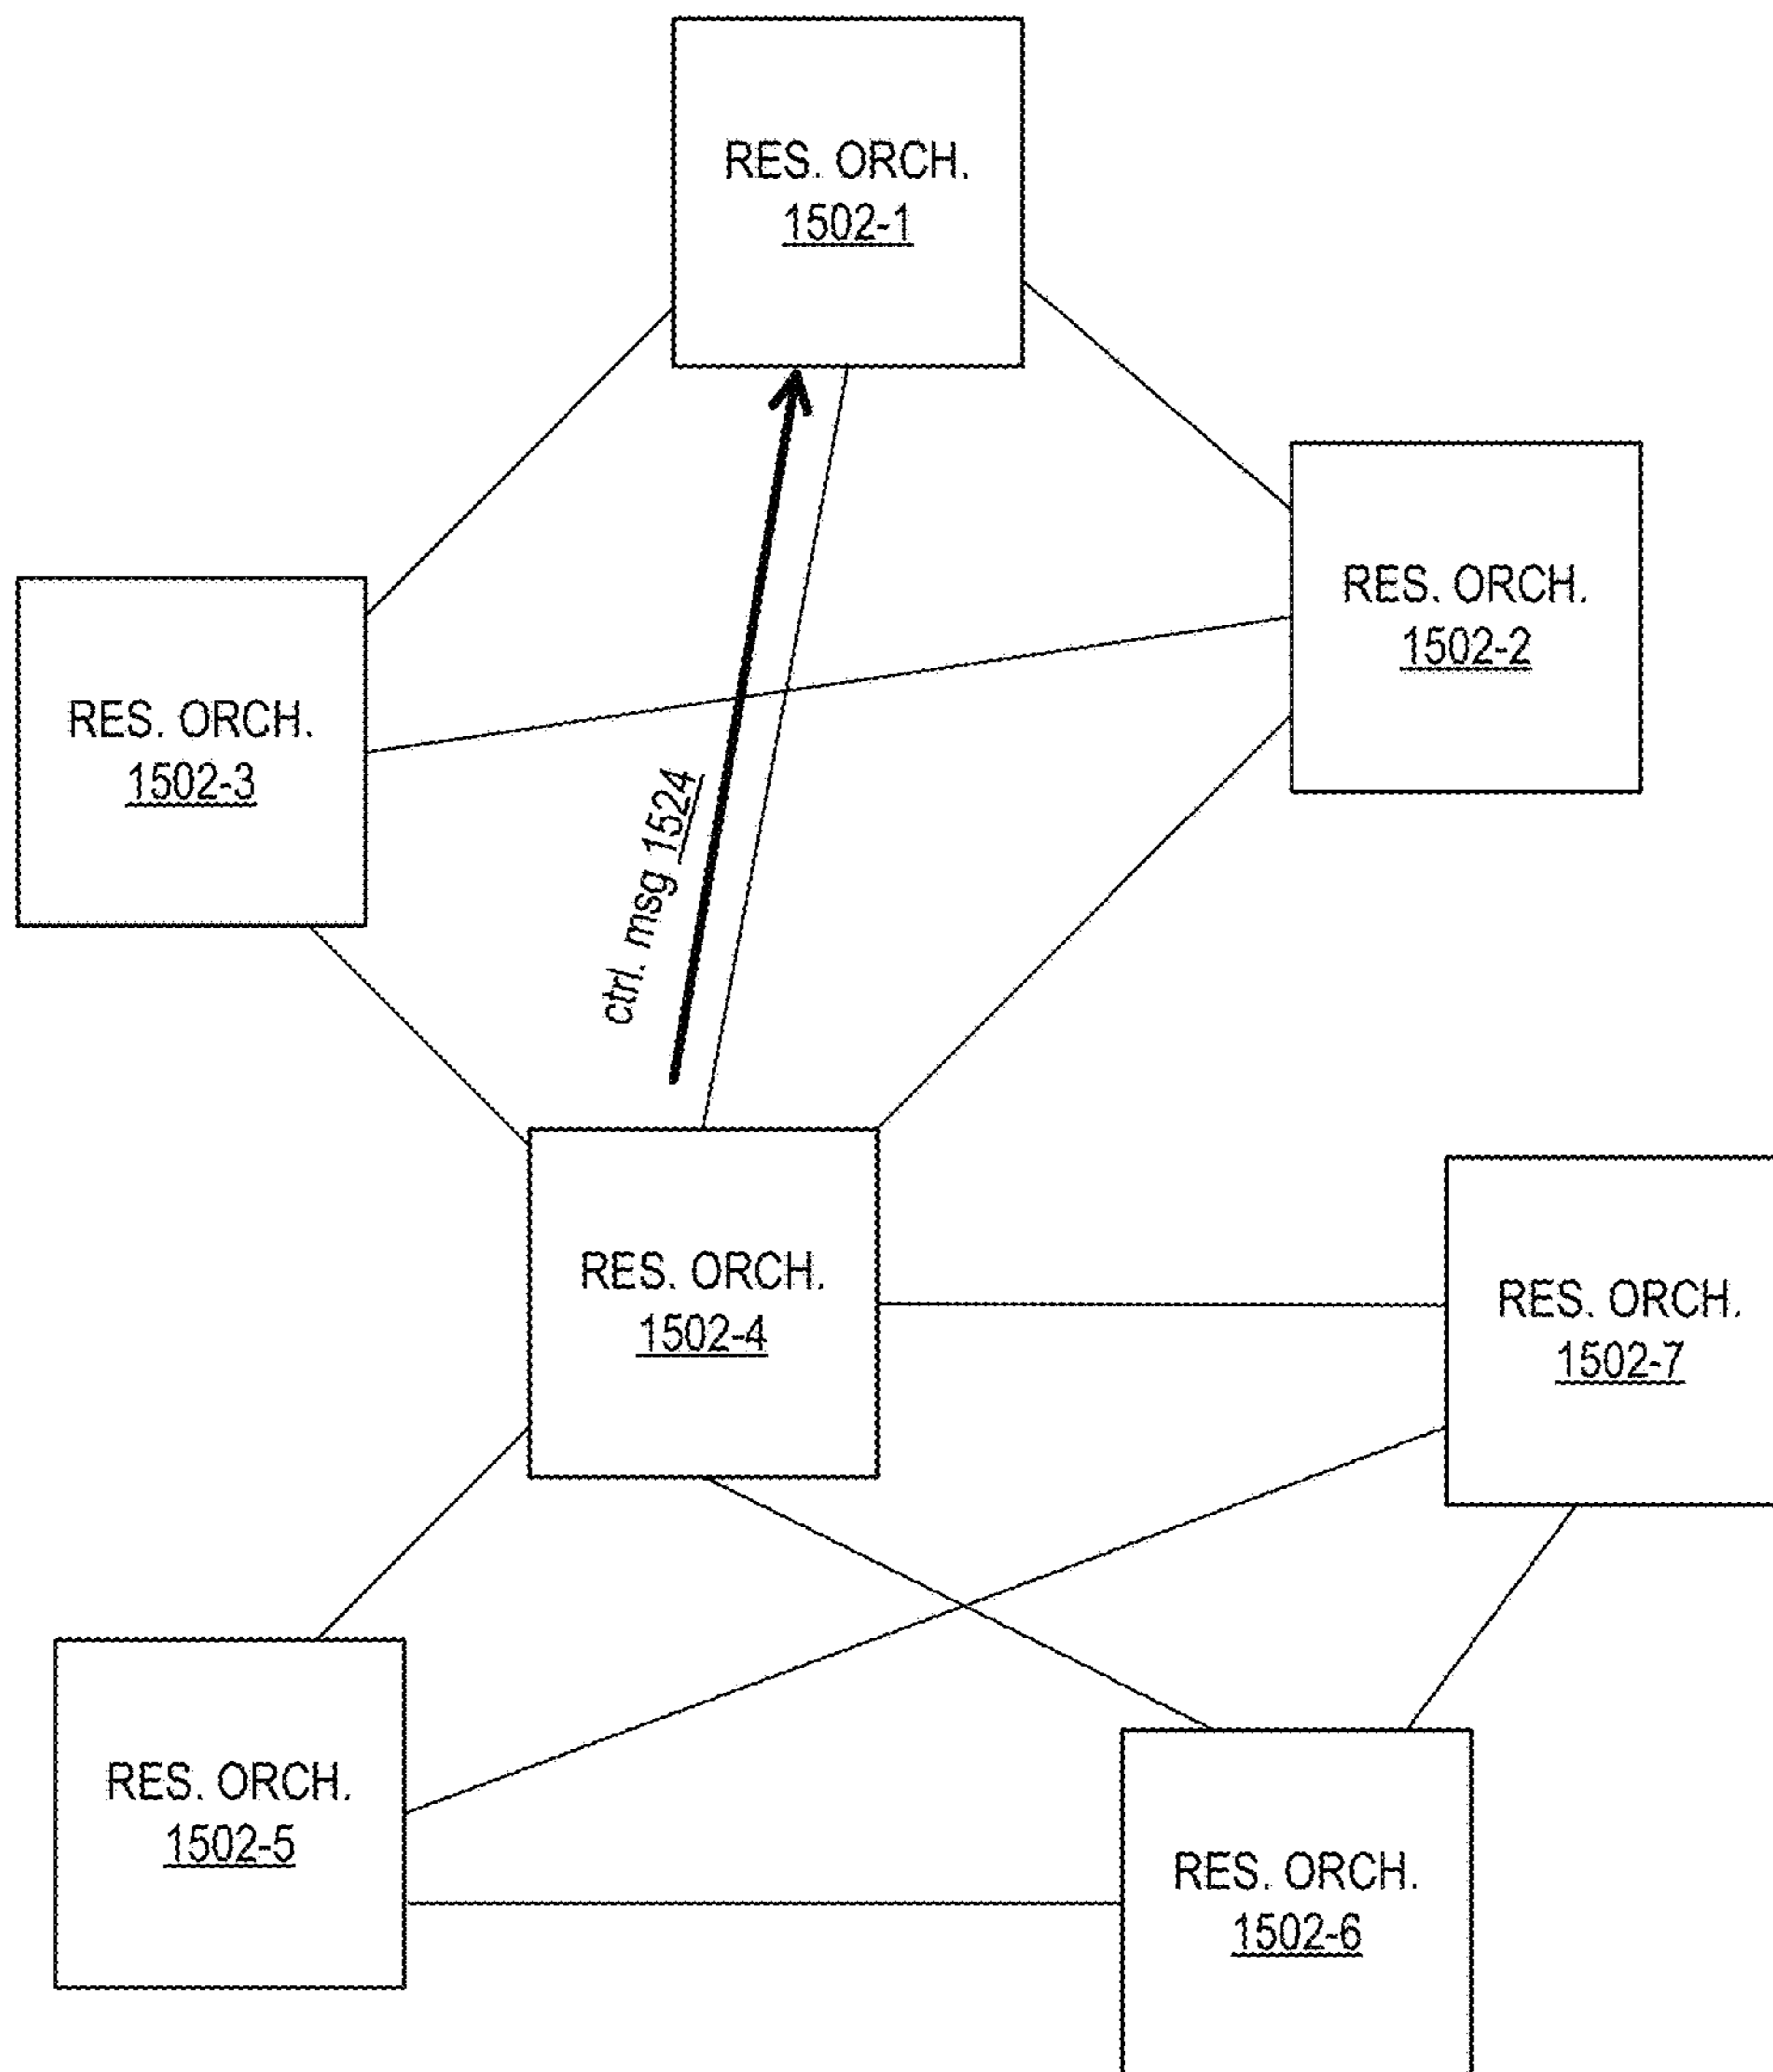 RES. ORCH.
1502-1
RES. ORCH.
1502-2
RES. ORCH.
1502-3
ctrl. msg 1524
RES. ORCH.
1502-4
RES. ORCH.
1502-7
RES. ORCH.
1502-5
RES. ORCH.
1502-6